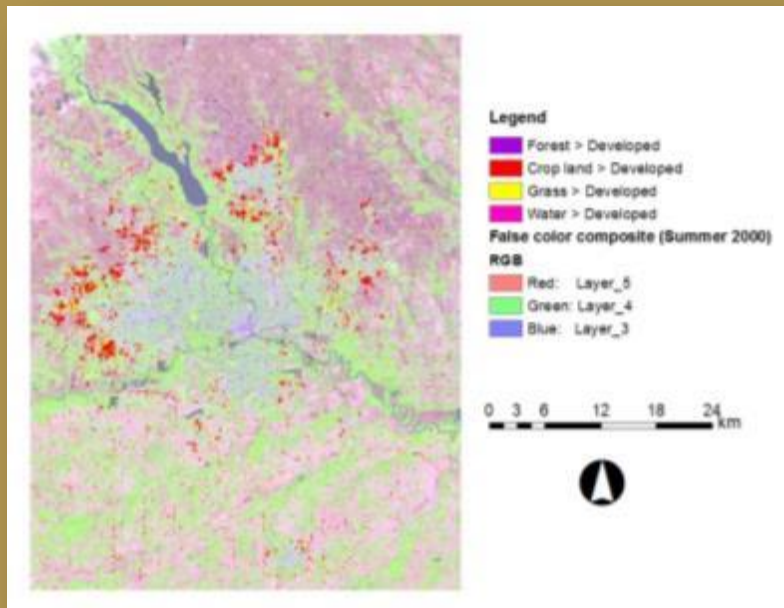 Legend
Forest > Developed
Crop land > Developed
Grass > Developed
Water > Developed
False color composite (Summer 2000)
RGB
Red: Layer_5
Green: Layer_4
Blue: Layer_3
0 3 6 12 18 24
km